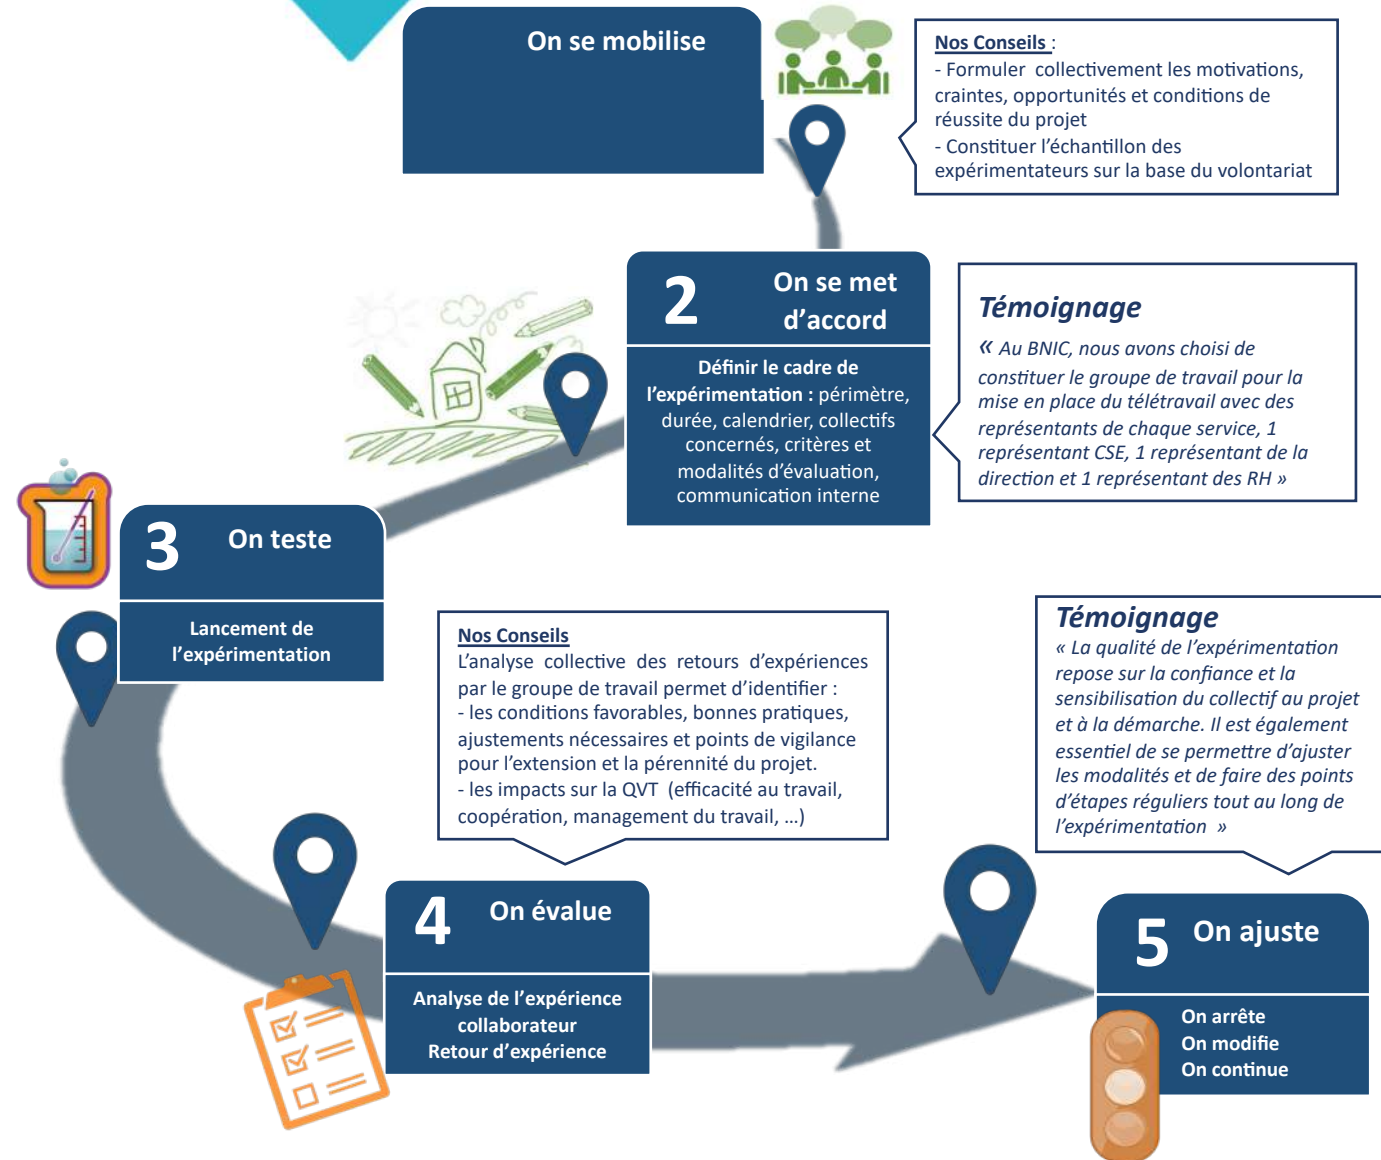 On se mobilise
Nos Conseils :
- Formuler collectivement les motivations,
craintes, opportunités et conditions de
réussite du projet
- Constituer l’échantillon des
expérimentateurs sur la base du volontariat
2
On se met
d’accord
Définir le cadre de
l’expérimentation : périmètre,
durée, calendrier, collectifs
concernés, critères et
modalités d’évaluation,
communication interne
Témoignage
« Au BNIC, nous avons choisi de
constituer le groupe de travail pour la
mise en place du télétravail avec des
représentants de chaque service, 1
représentant CSE, 1 représentant de la
direction et 1 représentant des RH »
3
On teste
Lancement de
l’expérimentation
Nos Conseils
L’analyse collective des retours d’expériences
par le groupe de travail permet d’identifier :
- les conditions favorables, bonnes pratiques,
ajustements nécessaires et points de vigilance
pour l’extension et la pérennité du projet.
- les impacts sur la QVT (efficacité au travail,
coopération, management du travail, …)
Témoignage
« La qualité de l’expérimentation
repose sur la confiance et la
sensibilisation du collectif au projet
et à la démarche. Il est également
essentiel de se permettre d’ajuster
les modalités et de faire des points
d’étapes réguliers tout au long de
l’expérimentation »
4
On évalue
Analyse de l’expérience
collaborateur
Retour d’expérience
5
On ajuste
On arrête
On modifie
On continue